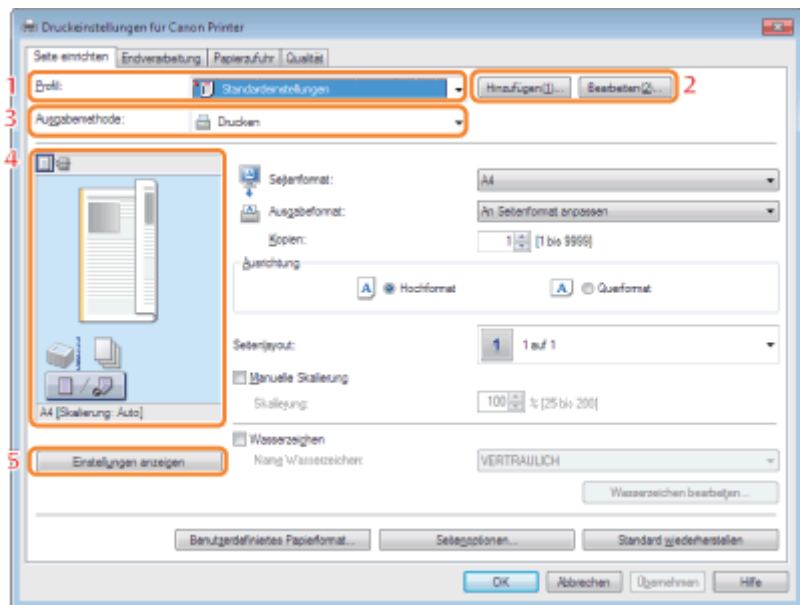 Druckeinstellungen für Canon Printer
Seite einrichten Endverarbeitung Papierzufuhr Qualität
1 Profil: Standardeinstellungen Hinzufügen(1)... Bearbeiten(2)... 2
3 Ausgabemethode: Drucken
4
Seitenformat: A4
Ausgabeformat: An Seitenformat anpassen
Kopien: 1 [1 bis 9999]
Ausrichtung
A Hochformat A Querformat
Seitenlayout: 1 1 auf 1
Manuelle Skalierung
Skalierung: 100 % [25 bis 200]
A4 [Skalierung: Auto]
Wasserzeichen
5 Einstellungen anzeigen Name Wasserzeichen: VERTRAULICH
Wasserzeichen bearbeiten...
Benutzerdefiniertes Papierformat... Seitenoptionen... Standard wiederherstellen
OK Abbrechen Übernehmen Hilfe